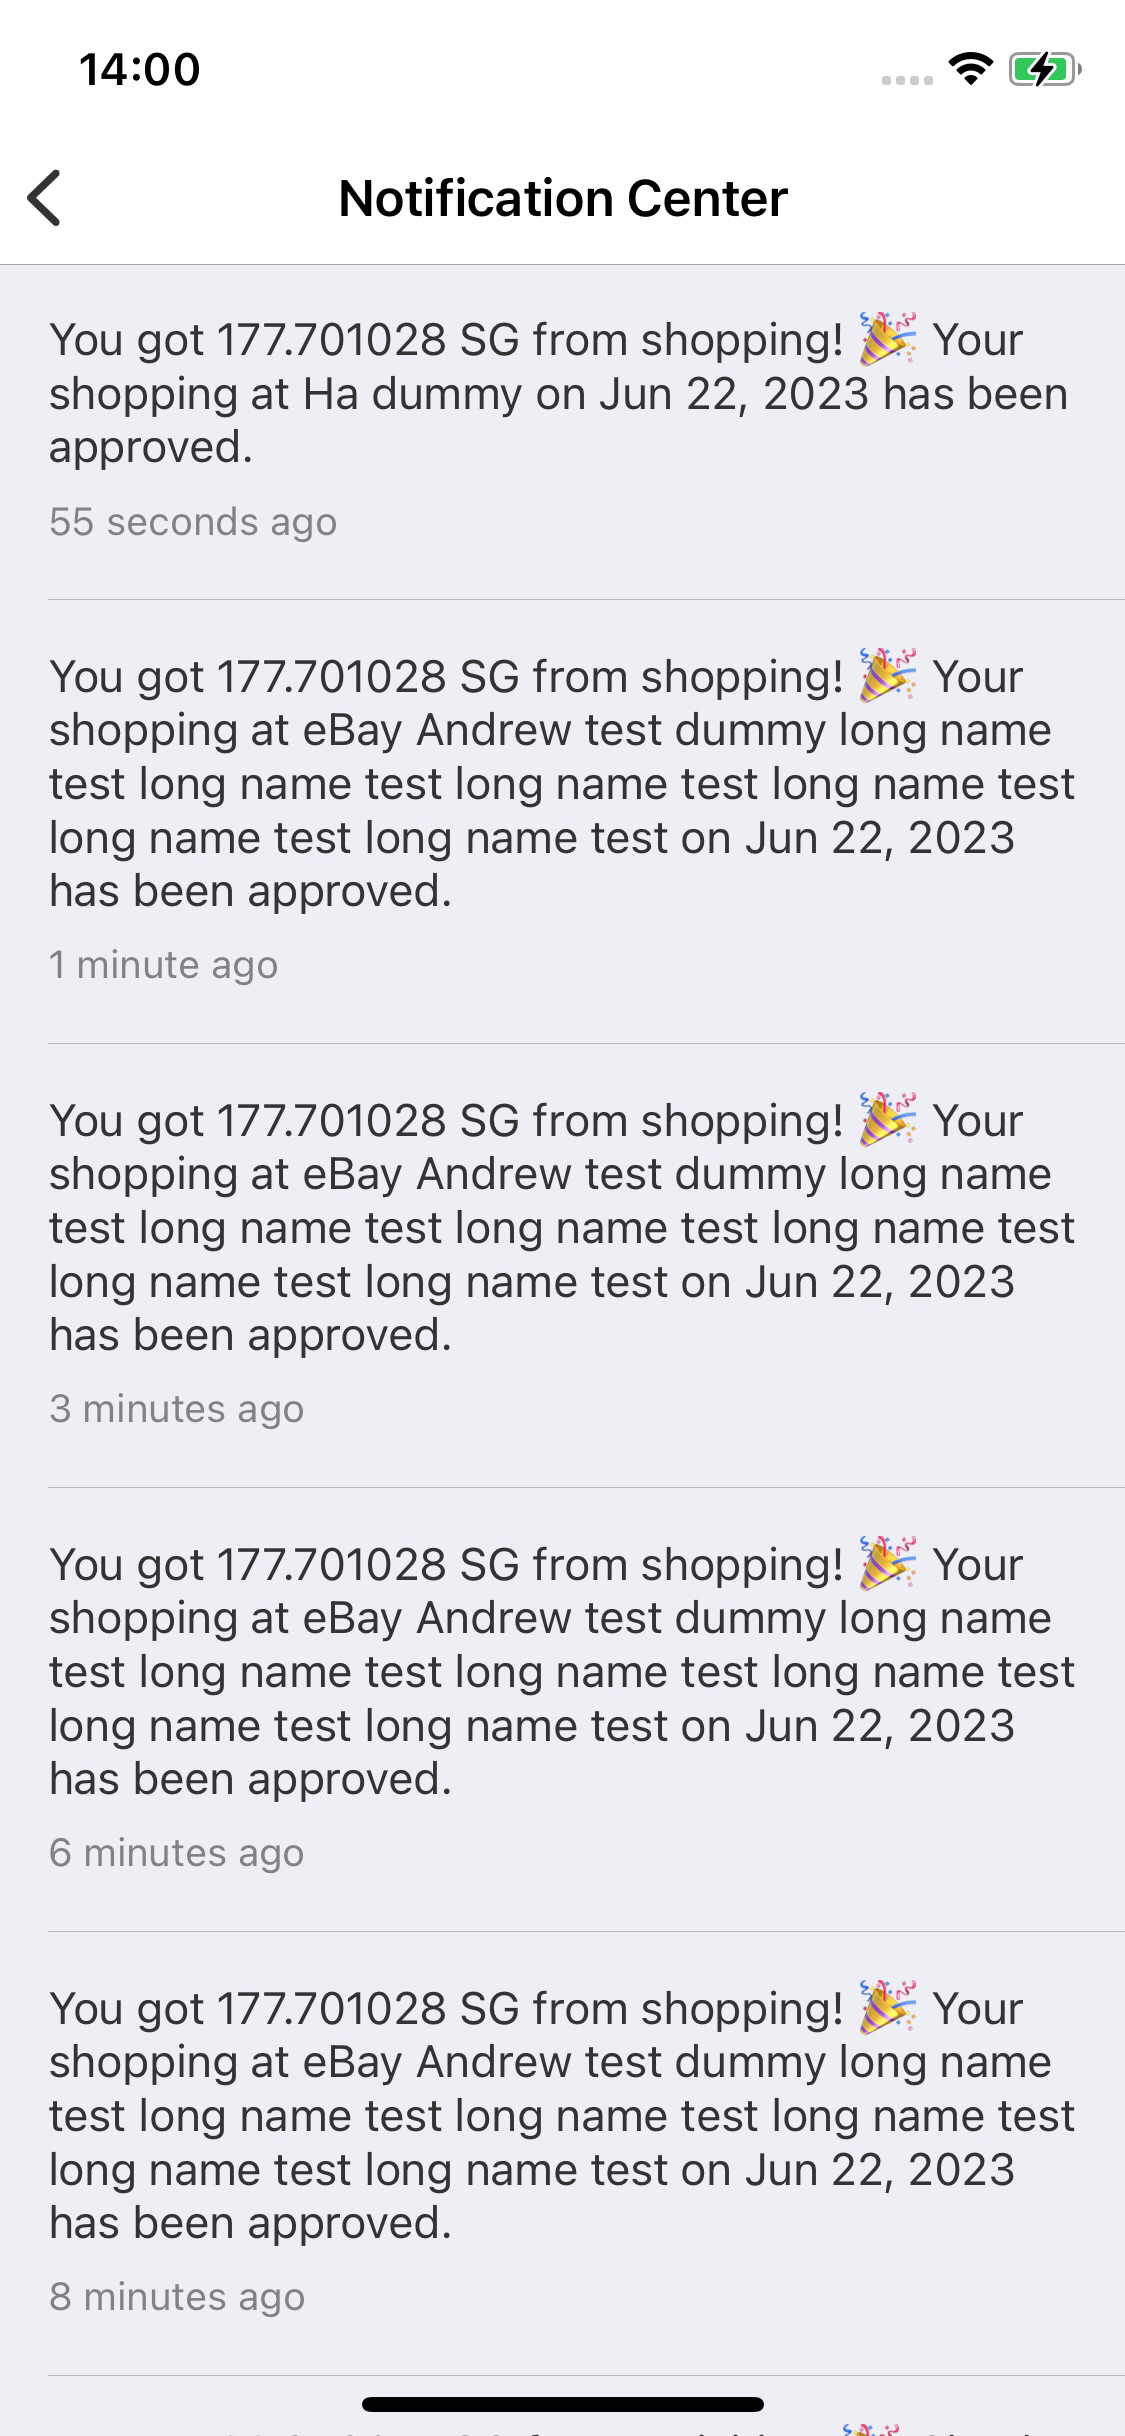 14:00
Notification Center
You got 177.701028 SG from shopping! 🎉 Your
shopping at Ha dummy on Jun 22, 2023 has been
approved.
55 seconds ago
You got 177.701028 SG from shopping! 🎉 Your
shopping at eBay Andrew test dummy long name
test long name test long name test long name test
long name test long name test on Jun 22, 2023
has been approved.
1 minute ago
You got 177.701028 SG from shopping! 🎉 Your
shopping at eBay Andrew test dummy long name
test long name test long name test long name test
long name test long name test on Jun 22, 2023
has been approved.
3 minutes ago
You got 177.701028 SG from shopping! 🎉 Your
shopping at eBay Andrew test dummy long name
test long name test long name test long name test
long name test long name test on Jun 22, 2023
has been approved.
6 minutes ago
You got 177.701028 SG from shopping! 🎉 Your
shopping at eBay Andrew test dummy long name
test long name test long name test long name test
long name test long name test on Jun 22, 2023
has been approved.
8 minutes ago